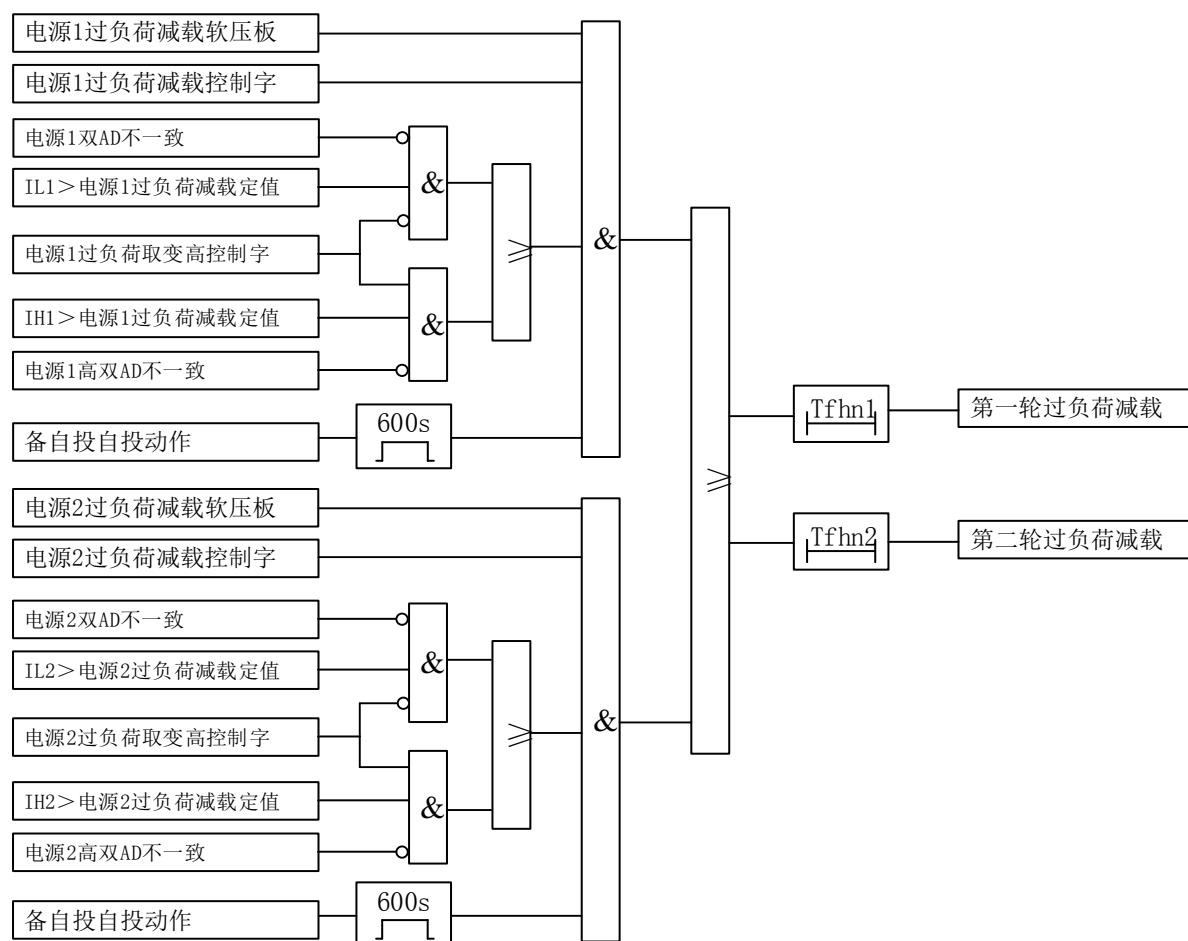 电源1过负荷减载软压板
电源1过负荷减载控制字
电源1双AD不一致
IL1＞电源1过负荷减载定值
电源1过负荷取变高控制字
IH1＞电源1过负荷减载定值
电源1高双AD不一致
备自投自投动作
600s
&
&
≥
&
电源2过负荷减载软压板
电源2过负荷减载控制字
电源2双AD不一致
IL2＞电源2过负荷减载定值
电源2过负荷取变高控制字
IH2＞电源2过负荷减载定值
电源2高双AD不一致
备自投自投动作
600s
&
&
≥
&
≥
Tfhn1
第一轮过负荷减载
Tfhn2
第二轮过负荷减载